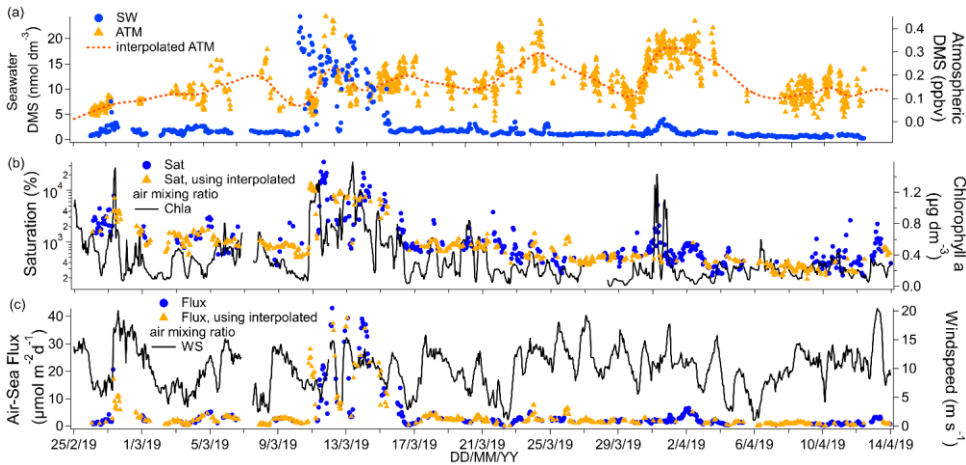 (a)
SW
ATM
interpolated ATM
Seawater
DMS (nmol dm-3)
20
15
10
5
0
0.4
0.3
0.2
0.1
0.0
Atmospheric
DMS (ppbv)
(b)
Sat
Sat, using interpolated
air mixing ratio
Chla
Saturation (%)
2
10⁴
4
2
10³
4
2
1.2
0.8
0.4
0.0
Chlorophyll a
(µg dm-3)
(c)
Flux
Flux, using interpolated
air mixing ratio
WS
Air-Sea Flux
(µmol m-2d-1)
40
30
20
10
0
20
15
10
5
0
Windspeed (m s-1)
25/2/19 1/3/19 5/3/19 9/3/19 13/3/19 17/3/19 21/3/19 25/3/19 29/3/19 2/4/19 6/4/19 10/4/19 14/4/19
DD/MM/YY